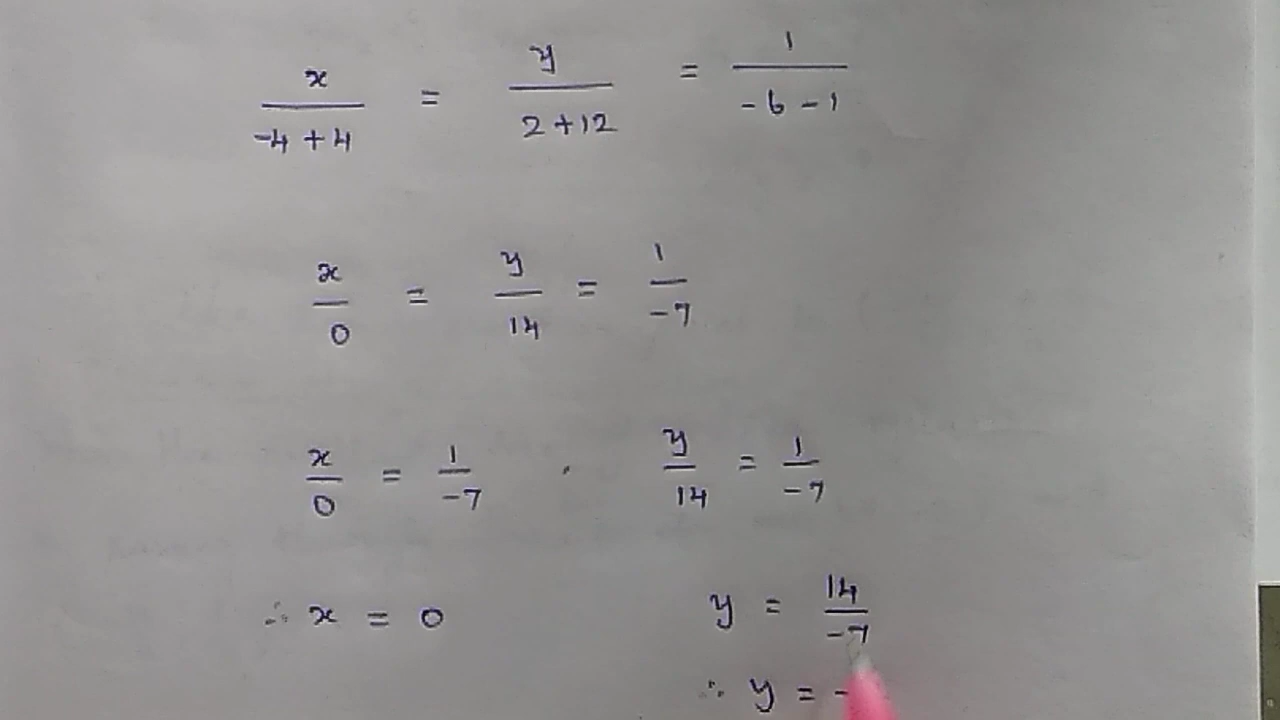 x/(-4+4) = y/(2+12) = 1/(-6-1)
x/0 = y/14 = 1/-7
x/0 = 1/-7 . y/14 = 1/-7
∴ x = 0 y = 14/-7
∴ y = -